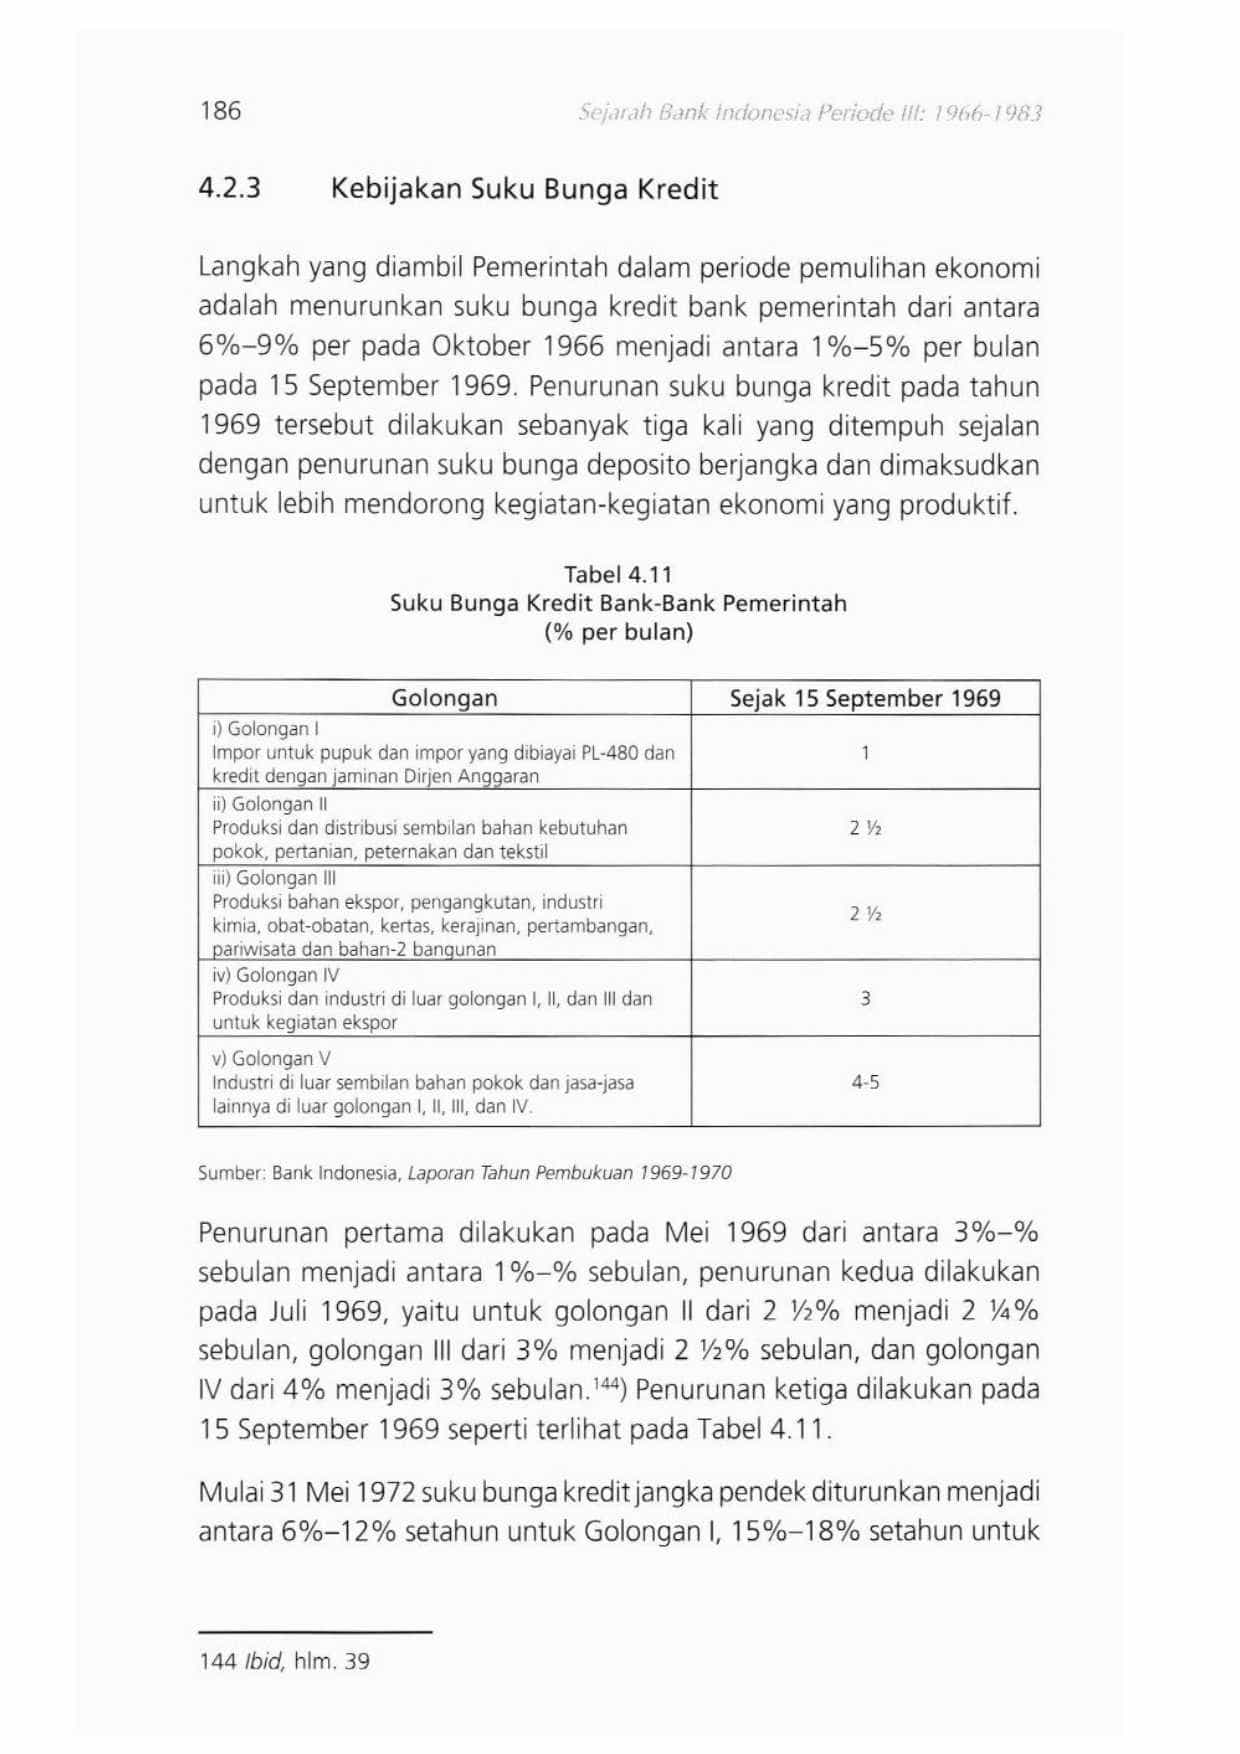 186
Sejarah Bank Indonesia Periode III: 1966-1983
4.2.3 Kebijakan Suku Bunga Kredit
Langkah yang diambil Pemerintah dalam periode pemulihan ekonomi
adalah menurunkan suku bunga kredit bank pemerintah dari antara
6%–9% per pada Oktober 1966 menjadi antara 1%–5% per bulan
pada 15 September 1969. Penurunan suku bunga kredit pada tahun
1969 tersebut dilakukan sebanyak tiga kali yang ditempuh sejalan
dengan penurunan suku bunga deposito berjangka dan dimaksudkan
untuk lebih mendorong kegiatan-kegiatan ekonomi yang produktif.
Tabel 4.11
Suku Bunga Kredit Bank-Bank Pemerintah
(% per bulan)
Golongan
Sejak 15 September 1969
i) Golongan I
Impor untuk pupuk dan impor yang dibiayai PL-480 dan
kredit dengan jaminan Dirjen Anggaran
1
ii) Golongan II
Produksi dan distribusi sembilan bahan kebutuhan
pokok, pertanian, peternakan dan tekstil
2 ½
iii) Golongan III
Produksi bahan ekspor, pengangkutan, industri
kimia, obat-obatan, kertas, kerajinan, pertambangan,
pariwisata dan bahan-2 bangunan
2 ½
iv) Golongan IV
Produksi dan industri di luar golongan I, II, dan III dan
untuk kegiatan ekspor
3
v) Golongan V
Industri di luar sembilan bahan pokok dan jasa-jasa
lainnya di luar golongan I, II, III, dan IV.
4-5
Sumber: Bank Indonesia, Laporan Tahun Pembukuan 1969-1970
Penurunan pertama dilakukan pada Mei 1969 dari antara 3%–%
sebulan menjadi antara 1%–% sebulan, penurunan kedua dilakukan
pada Juli 1969, yaitu untuk golongan II dari 2 ½% menjadi 2 ¼%
sebulan, golongan III dari 3% menjadi 2 ½% sebulan, dan golongan
IV dari 4% menjadi 3% sebulan.¹⁴⁴) Penurunan ketiga dilakukan pada
15 September 1969 seperti terlihat pada Tabel 4.11.
Mulai 31 Mei 1972 suku bunga kredit jangka pendek diturunkan menjadi
antara 6%–12% setahun untuk Golongan I, 15%–18% setahun untuk
144 Ibid, hlm. 39